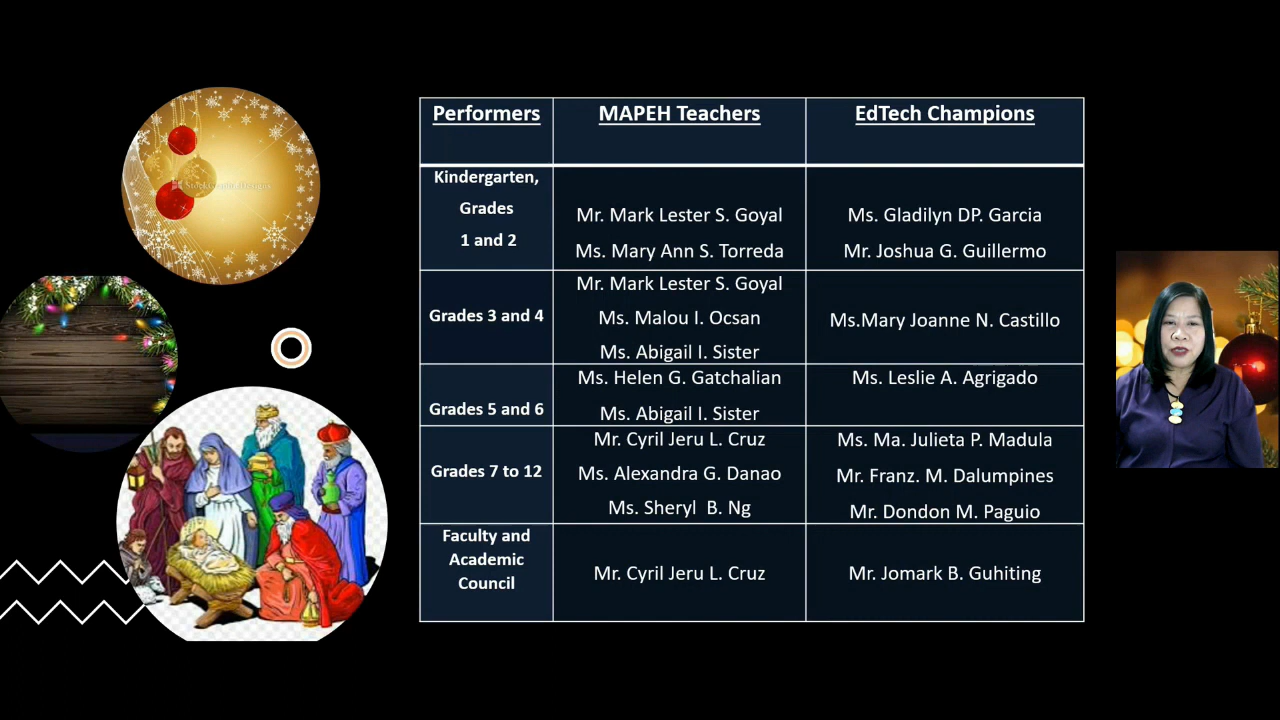 Performers
MAPEH Teachers
EdTech Champions
Kindergarten,
Grades
1 and 2
Mr. Mark Lester S. Goyal
Ms. Mary Ann S. Torreda
Ms. Gladilyn DP. Garcia
Mr. Joshua G. Guillermo
Grades 3 and 4
Mr. Mark Lester S. Goyal
Ms. Malou I. Ocsan
Ms. Abigail I. Sister
Ms.Mary Joanne N. Castillo
Grades 5 and 6
Ms. Helen G. Gatchalian
Ms. Abigail I. Sister
Ms. Leslie A. Agrigado
Grades 7 to 12
Mr. Cyril Jeru L. Cruz
Ms. Alexandra G. Danao
Ms. Sheryl  B. Ng
Ms. Ma. Julieta P. Madula
Mr. Franz. M. Dalumpines
Mr. Dondon M. Paguio
Faculty and
Academic
Council
Mr. Cyril Jeru L. Cruz
Mr. Jomark B. Guhiting